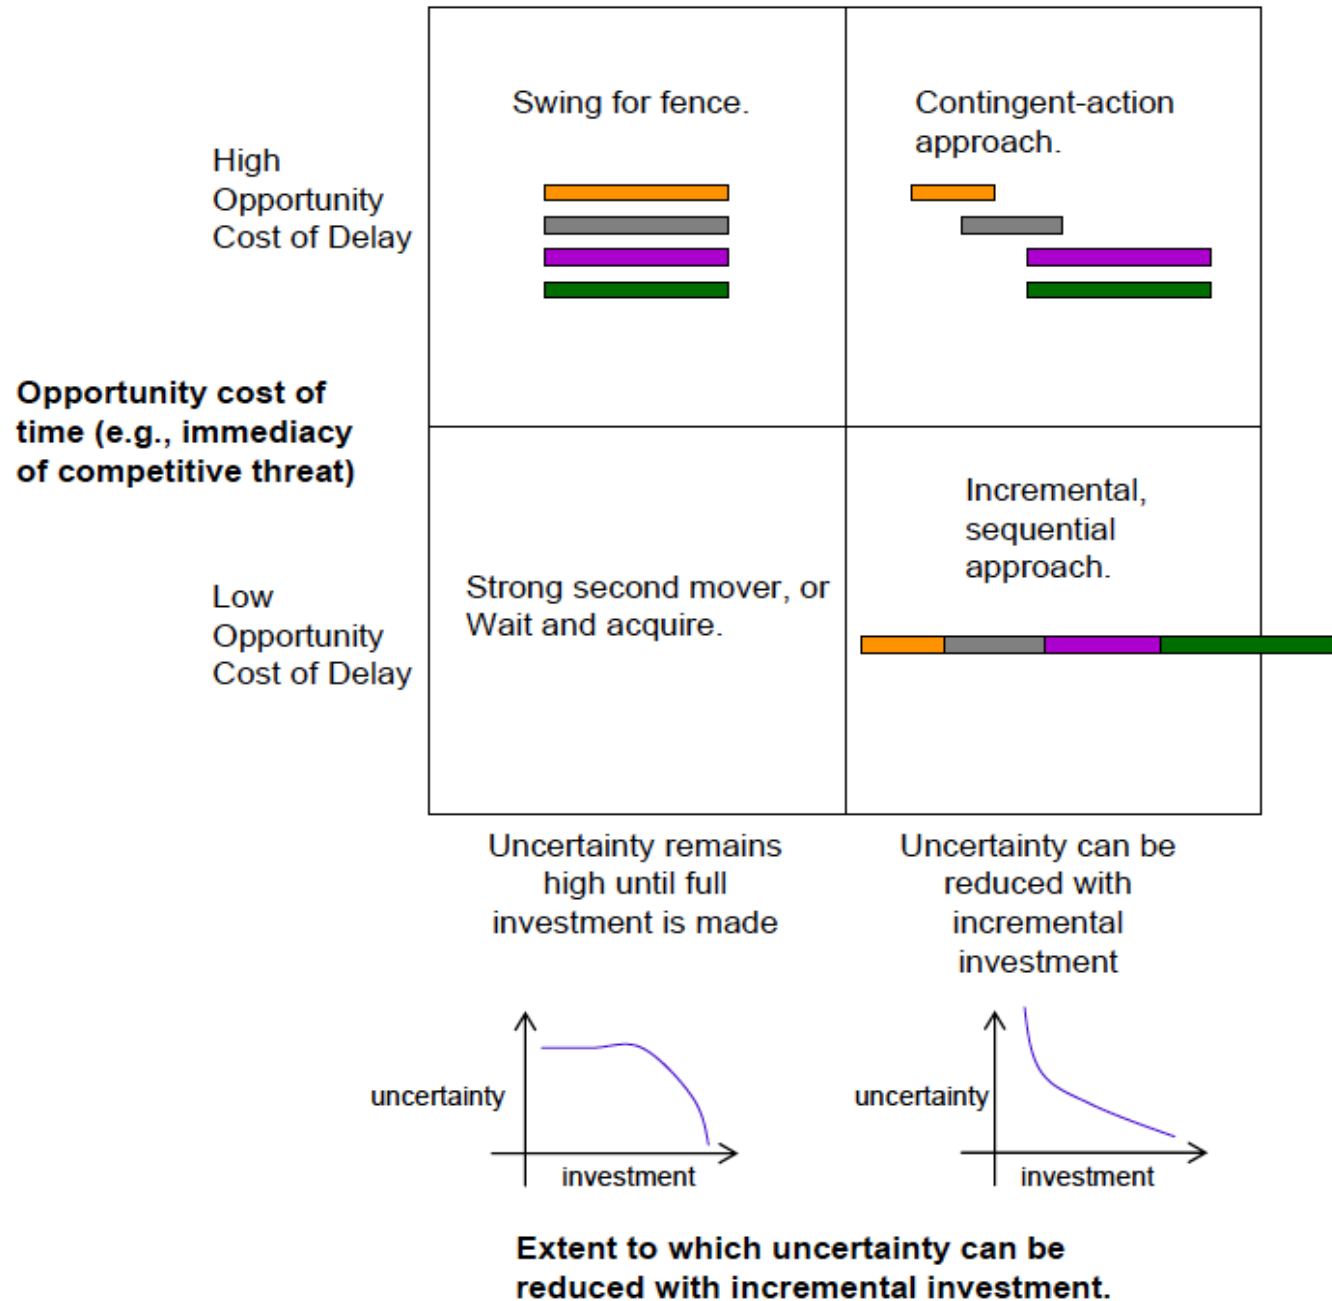 Swing for fence.
Contingent-action
approach.
High
Opportunity
Cost of Delay
Opportunity cost of
time (e.g., immediacy
of competitive threat)
Incremental,
sequential
approach.
Strong second mover, or
Wait and acquire.
Low
Opportunity
Cost of Delay
Uncertainty remains
high until full
investment is made
Uncertainty can be
reduced with
incremental
investment
uncertainty
investment
uncertainty
investment
Extent to which uncertainty can be
reduced with incremental investment.